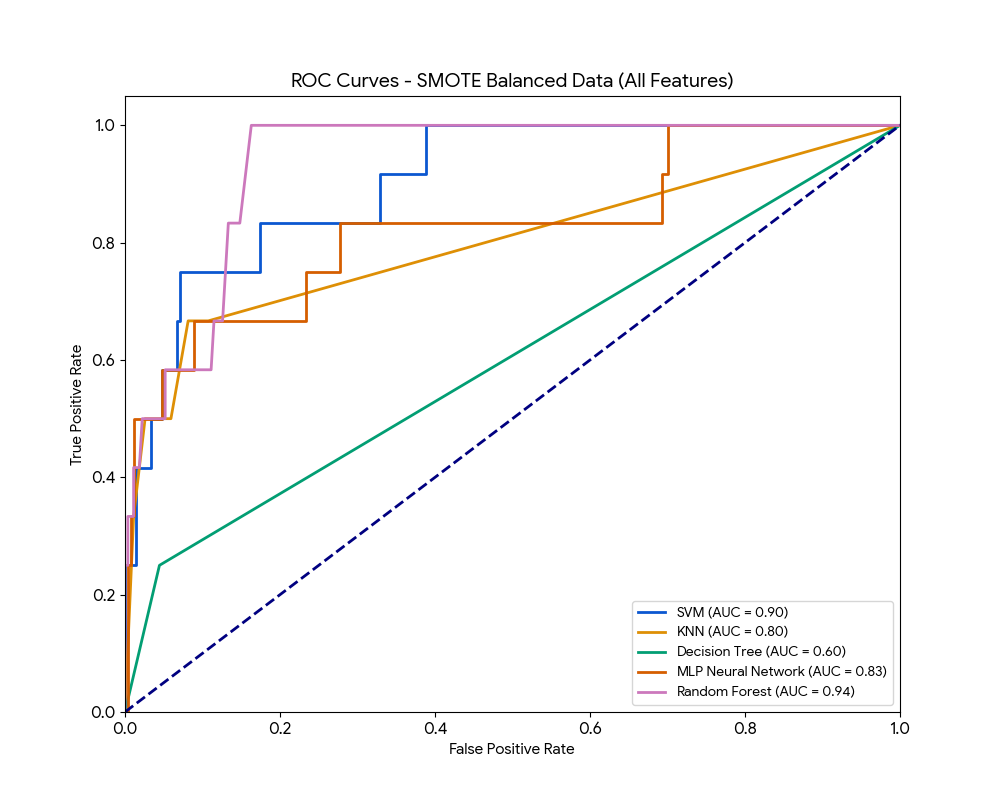 ROC Curves - SMOTE Balanced Data (All Features)
True Positive Rate
1.0
0.8
0.6
0.4
0.2
0.0
SVM (AUC = 0.90)
KNN (AUC = 0.80)
Decision Tree (AUC = 0.60)
MLP Neural Network (AUC = 0.83)
Random Forest (AUC = 0.94)
0.0 0.2 0.4 0.6 0.8 1.0
False Positive Rate